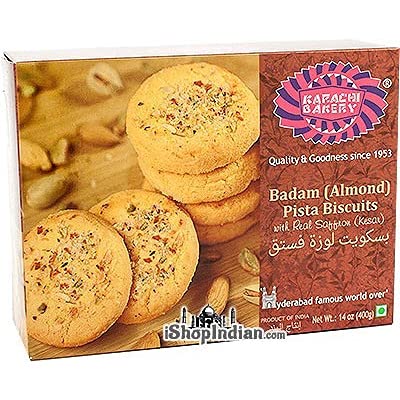 KARACHI
BAKERY
®
Quality & Goodness since 1953
Badam (Almond)
Pista Biscuits
with Real Saffron (Kesar)
بسكويت لوزة فستق
'Hyderabad famous world over'
PRODUCT OF INDIA
Net Wt.: 14 oz (400g)
iShopIndian.com